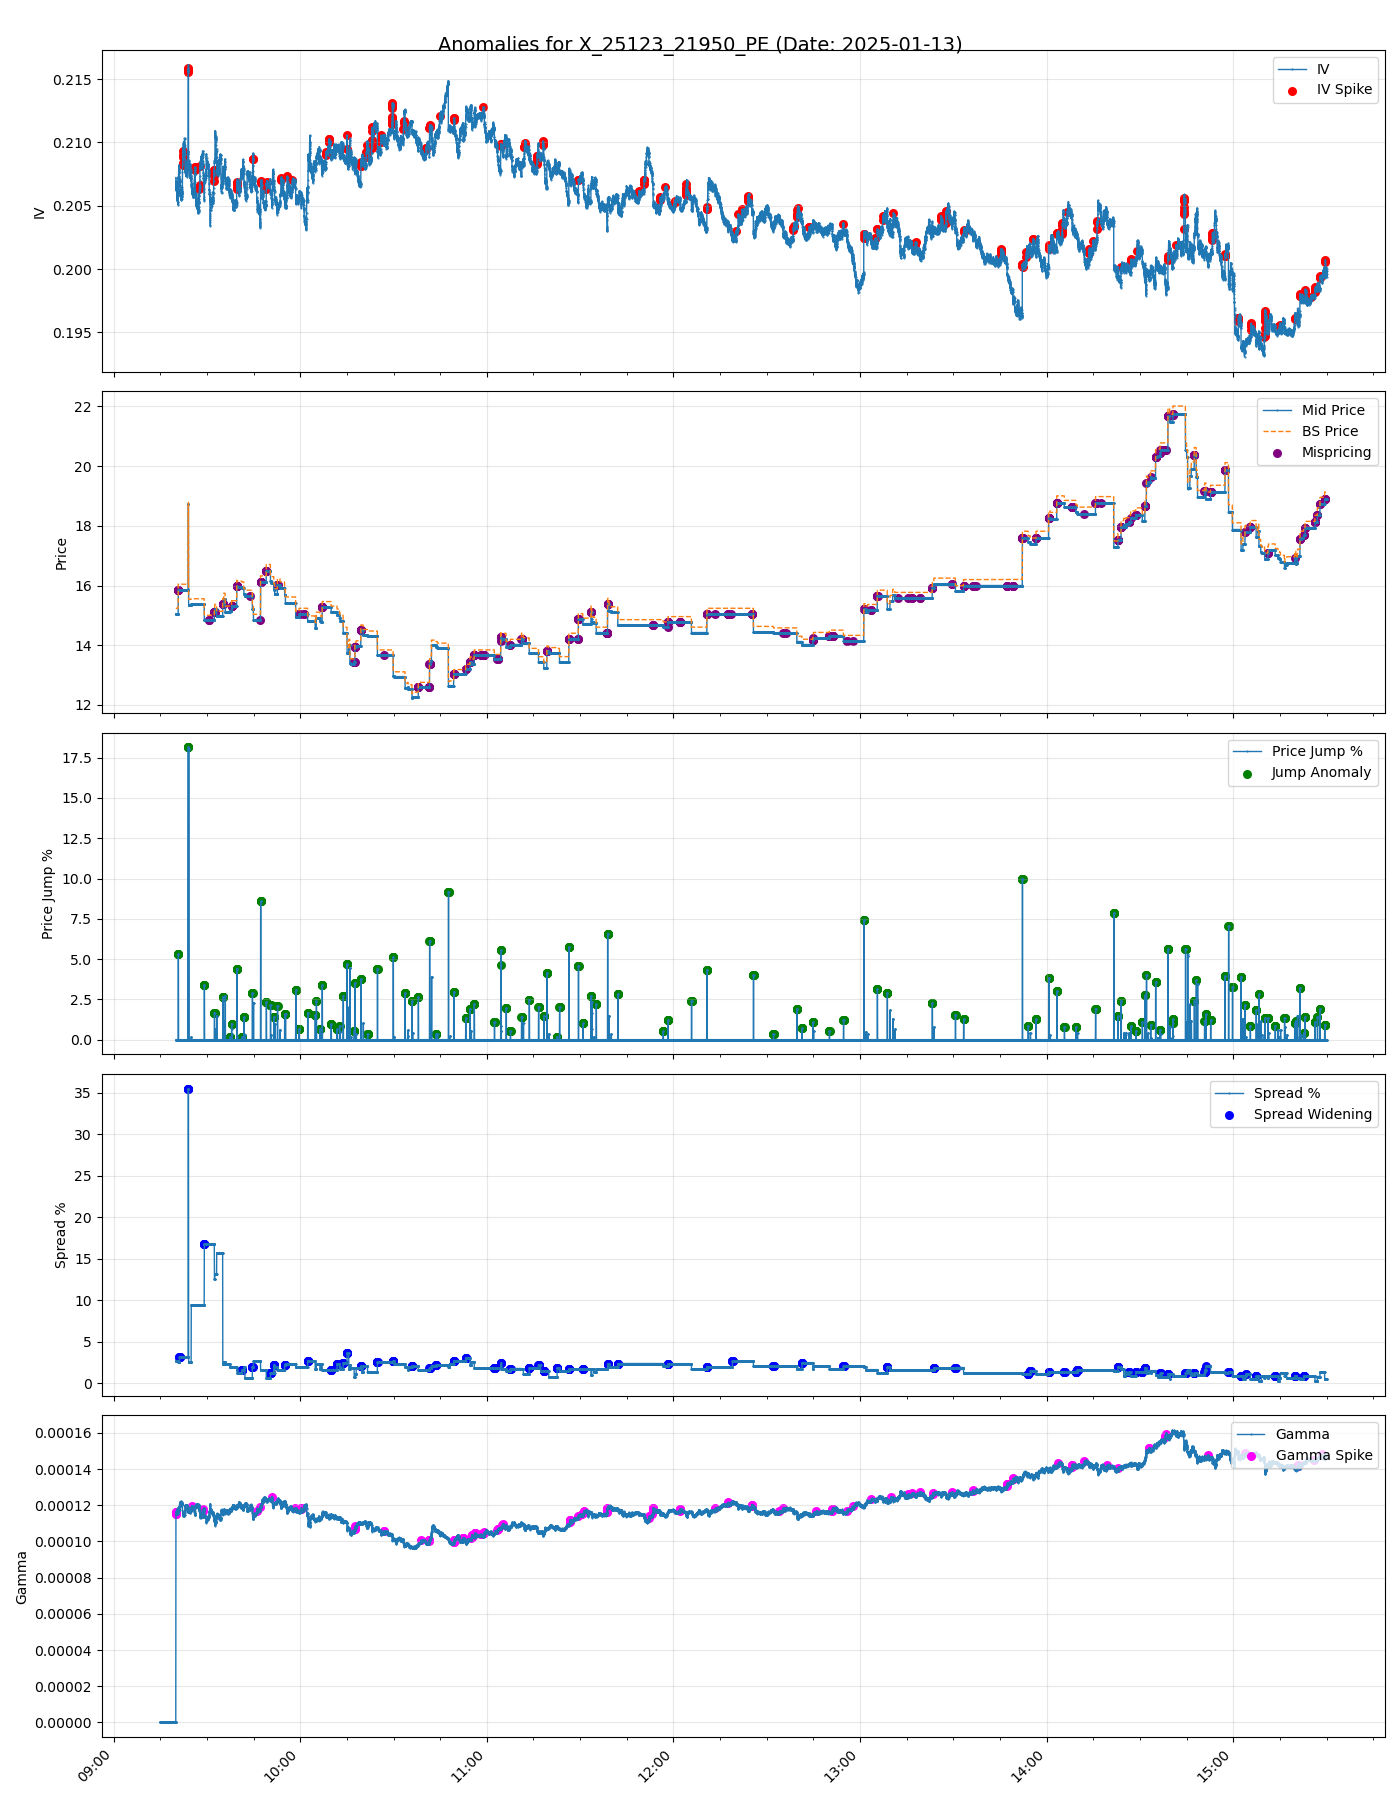 Anomalies for X_25123_21950_PE (Date: 2025-01-13)
IV
IV Spike
0.215
0.210
0.205
0.200
0.195
IV
Mid Price
BS Price
Mispricing
22
20
18
16
14
12
Price
Price Jump %
Jump Anomaly
17.5
15.0
12.5
10.0
7.5
5.0
2.5
0.0
Price Jump %
Spread %
Spread Widening
35
30
25
20
15
10
5
0
Spread %
Gamma
Gamma Spike
0.00016
0.00014
0.00012
0.00010
0.00008
0.00006
0.00004
0.00002
0.00000
Gamma
09:00
10:00
11:00
12:00
13:00
14:00
15:00